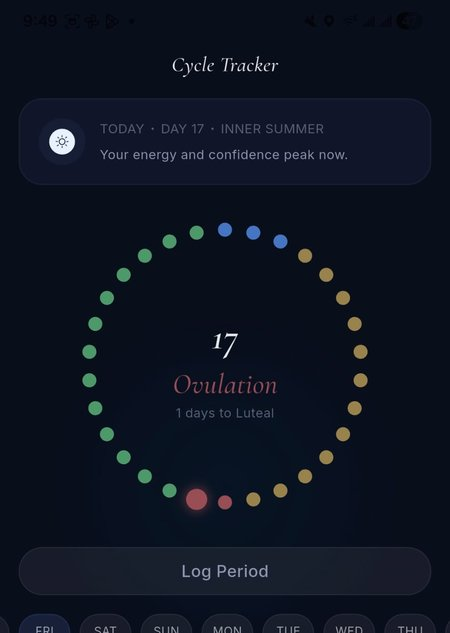 9:49
47
Cycle Tracker
TODAY · DAY 17 · INNER SUMMER
Your energy and confidence peak now.
17
Ovulation
1 days to Luteal
Log Period
FRI SAT SUN MON TUE WED THU